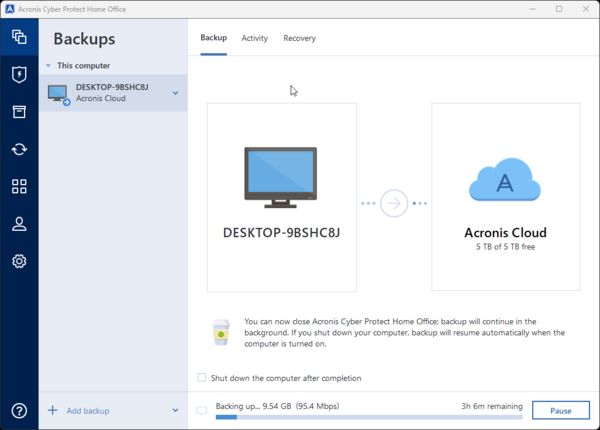 Acronis Cyber Protect Home Office
Backups
Backup Activity Recovery
This computer
DESKTOP-9BSHC8J
Acronis Cloud
DESKTOP-9BSHC8J
Acronis Cloud
5 TB of 5 TB free
You can now close Acronis Cyber Protect Home Office; backup will continue in the
background. If you shut down your computer, backup will resume automatically when the
computer is turned on.
Shut down the computer after completion
Add backup
Backing up... 9.54 GB (95.4 Mbps) 3h 6m remaining
Pause